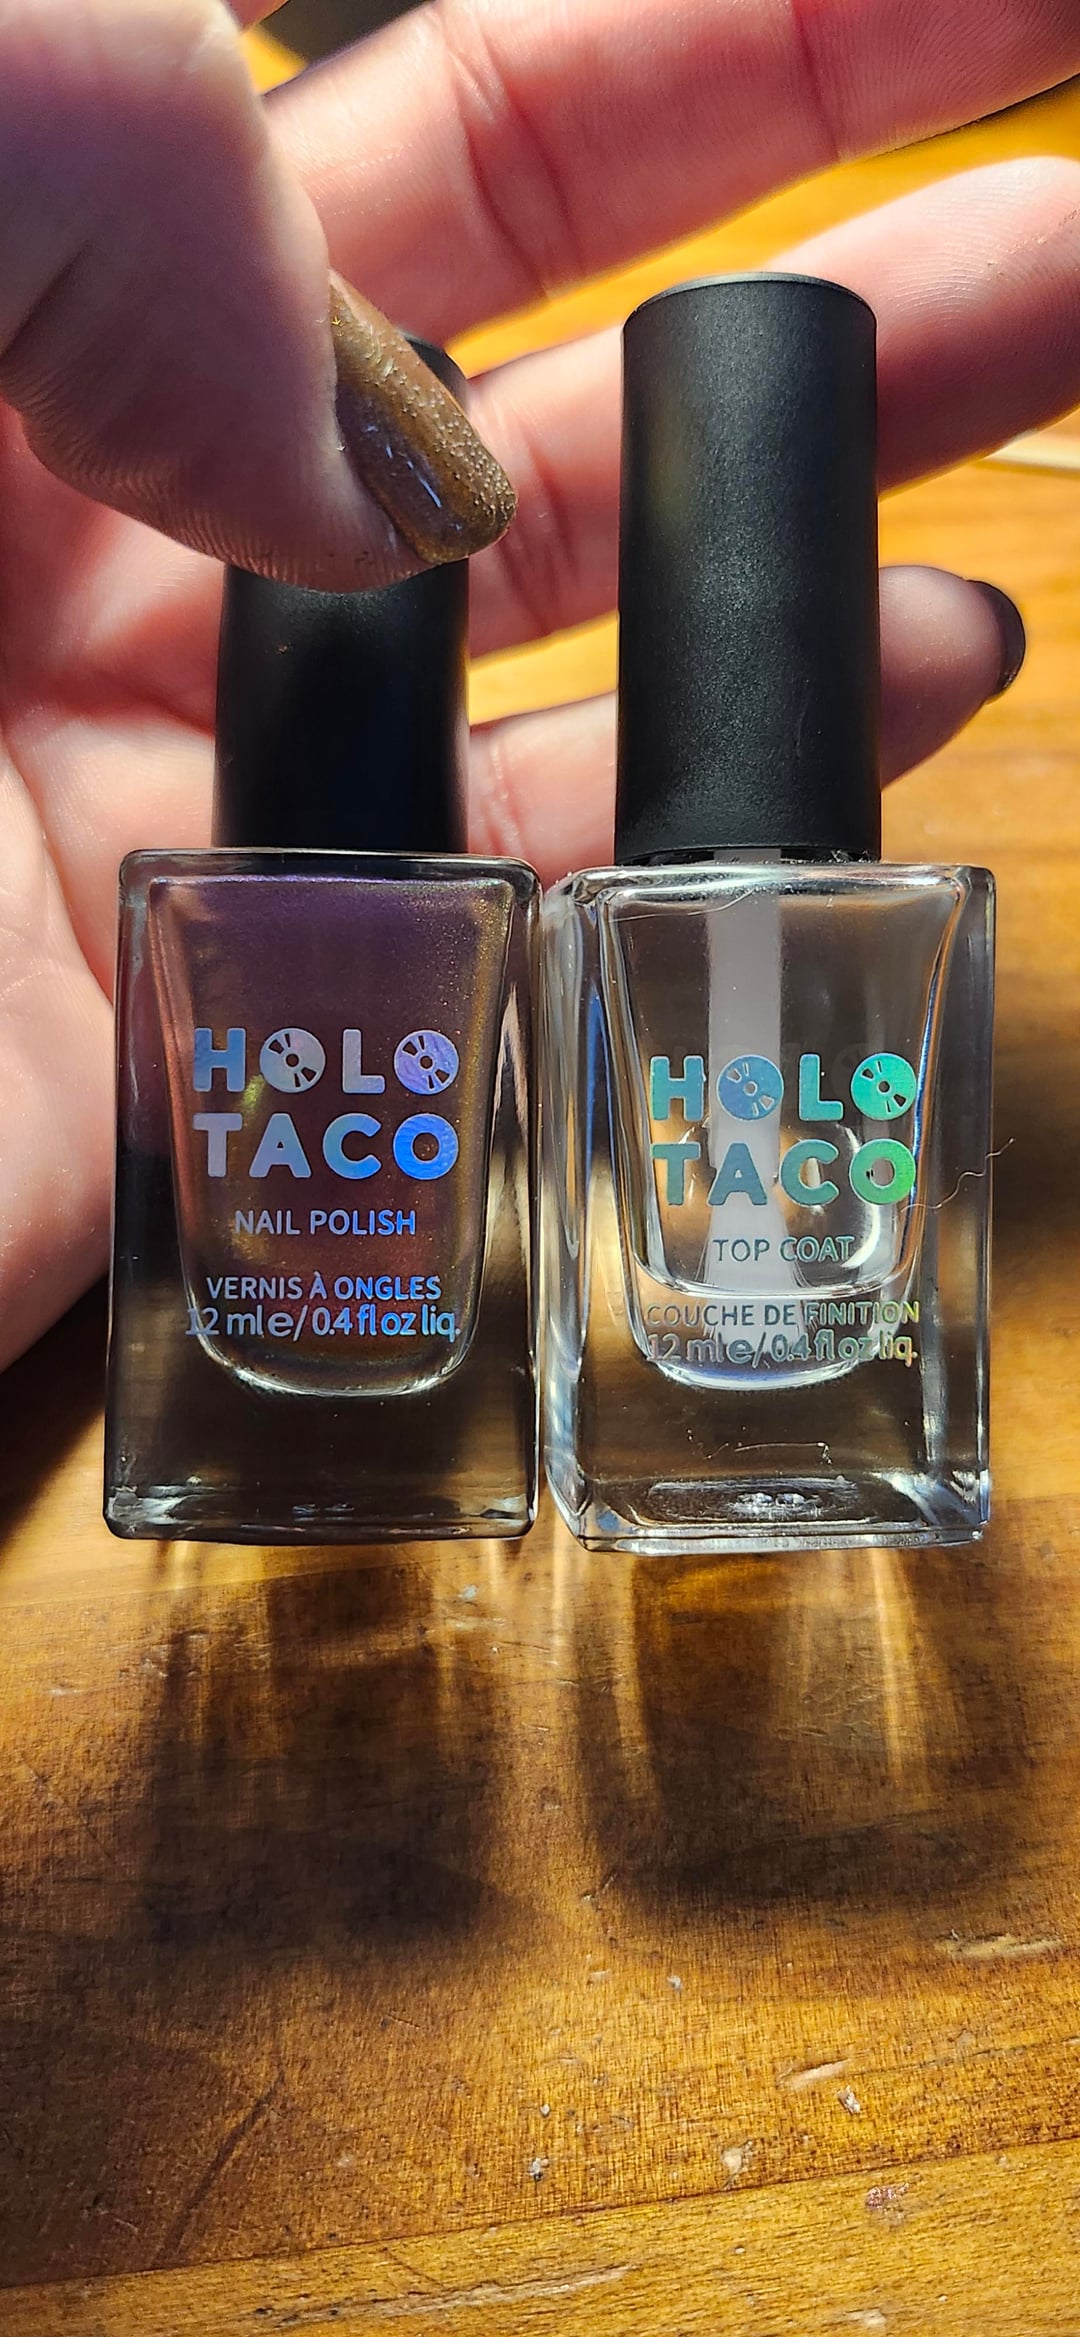 HOLO
TACO
NAIL POLISH
VERNIS À ONGLES
12 ml e/0.4 fl oz liq.
HOLO
TACO
TOP COAT
COUCHE DE FINITION
12 ml e/0.4 fl oz liq.